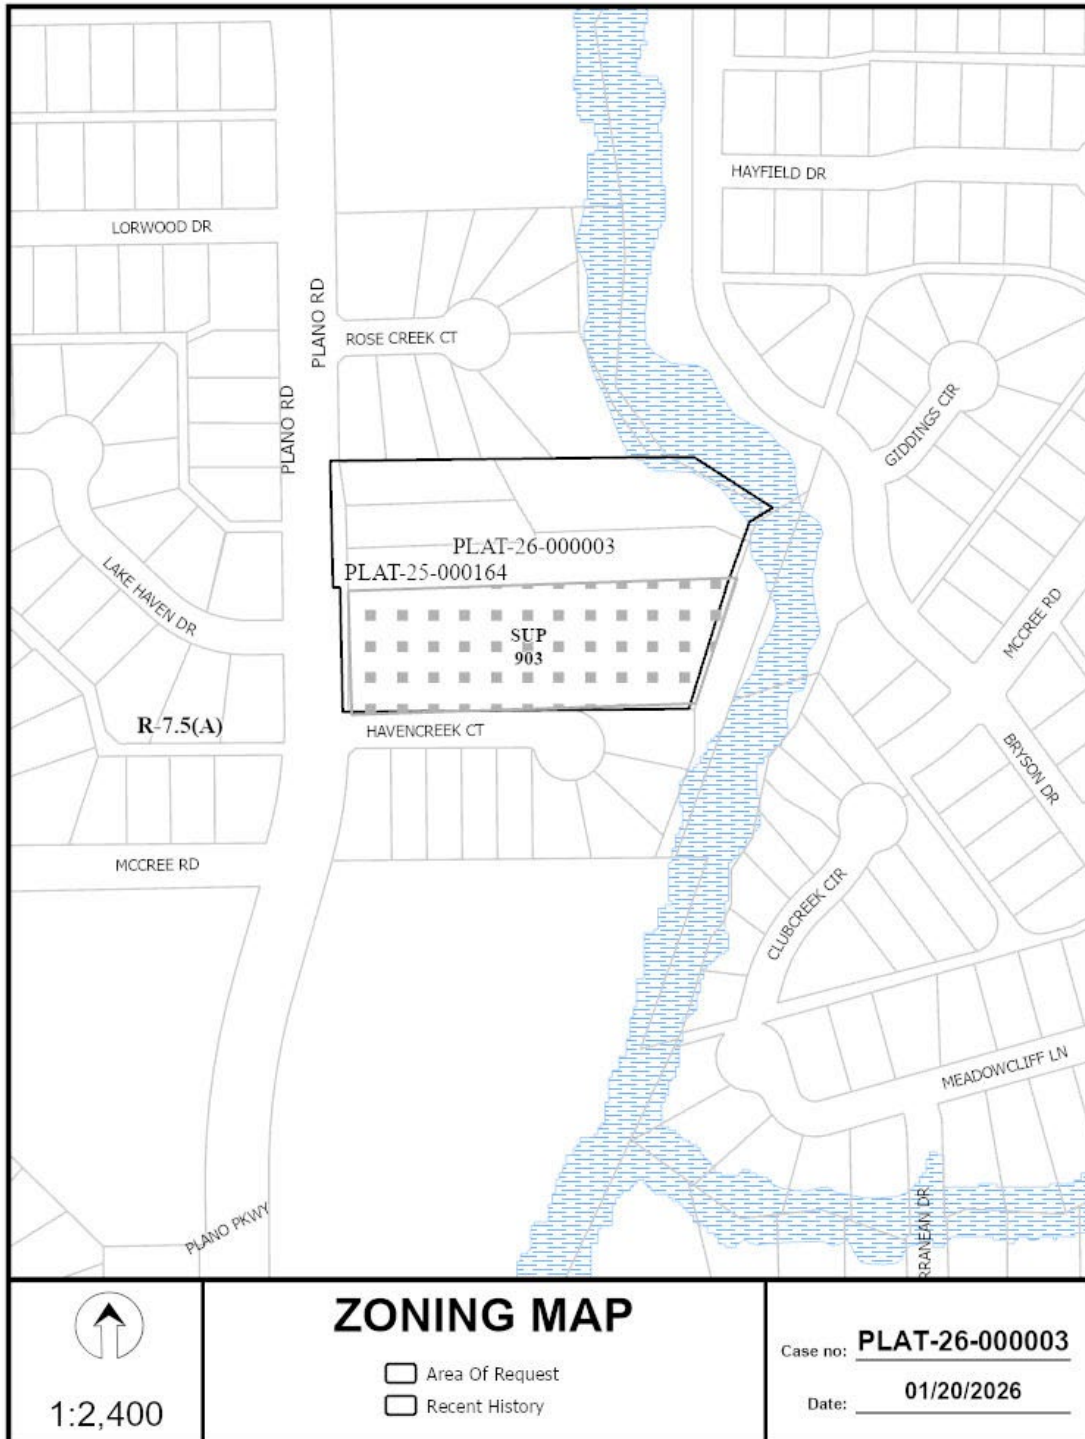 HAYFIELD DR
LORWOOD DR
PLANO RD
ROSE CREEK CT
PLANO RD
GIDDINGS CIR
PLAT-26-000003
PLAT-25-000164
LAKE HAVEN DR
SUP
903
MCCREE RD
R-7.5(A)
HAVENCREEK CT
BRYSON DR
MCCREE RD
CLUBCREEK CIR
MEADOWCLIFF LN
PLANO PKWY
RRANEAN DR
1:2,400
ZONING MAP
Area Of Request
Recent History
Case no: PLAT-26-000003
Date: 01/20/2026